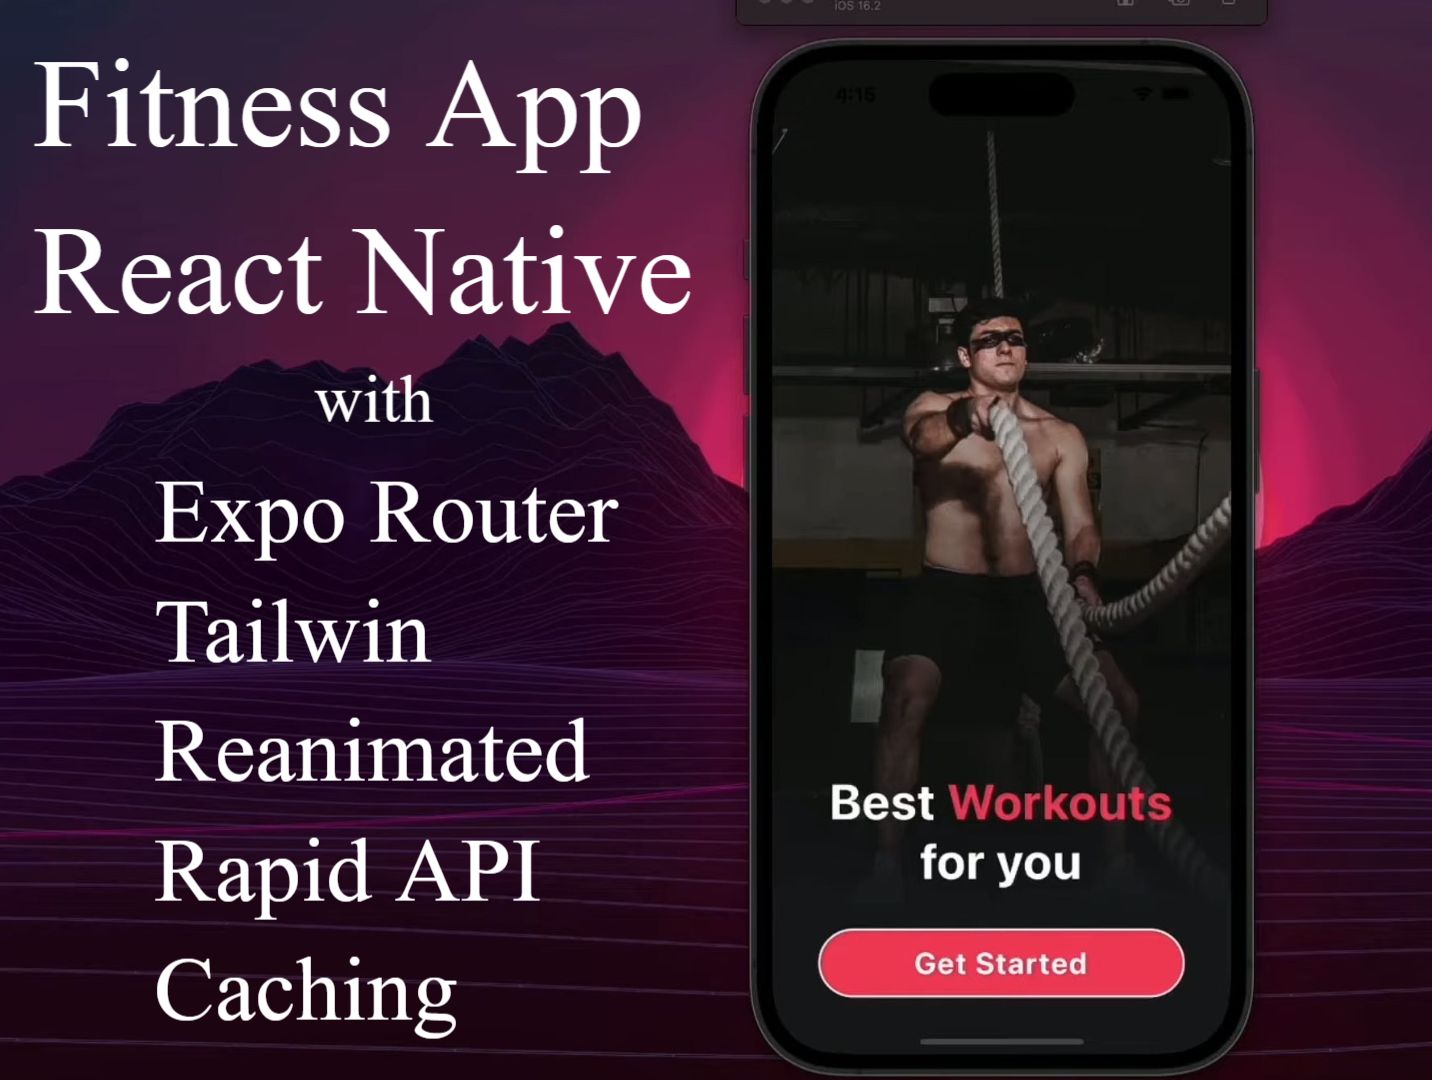 Fitness App
React Native
with
Expo Router
Tailwin
Reanimated
Rapid API
Caching
iOS 16.2
4:15
Best Workouts
for you
Get Started